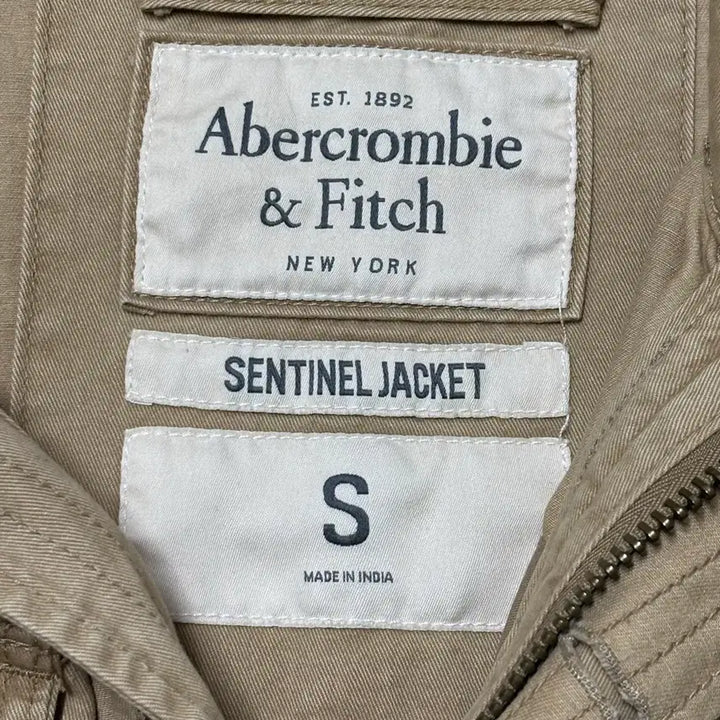 EST. 1892
Abercrombie
& Fitch
NEW YORK
SENTINEL JACKET
S
MADE IN INDIA